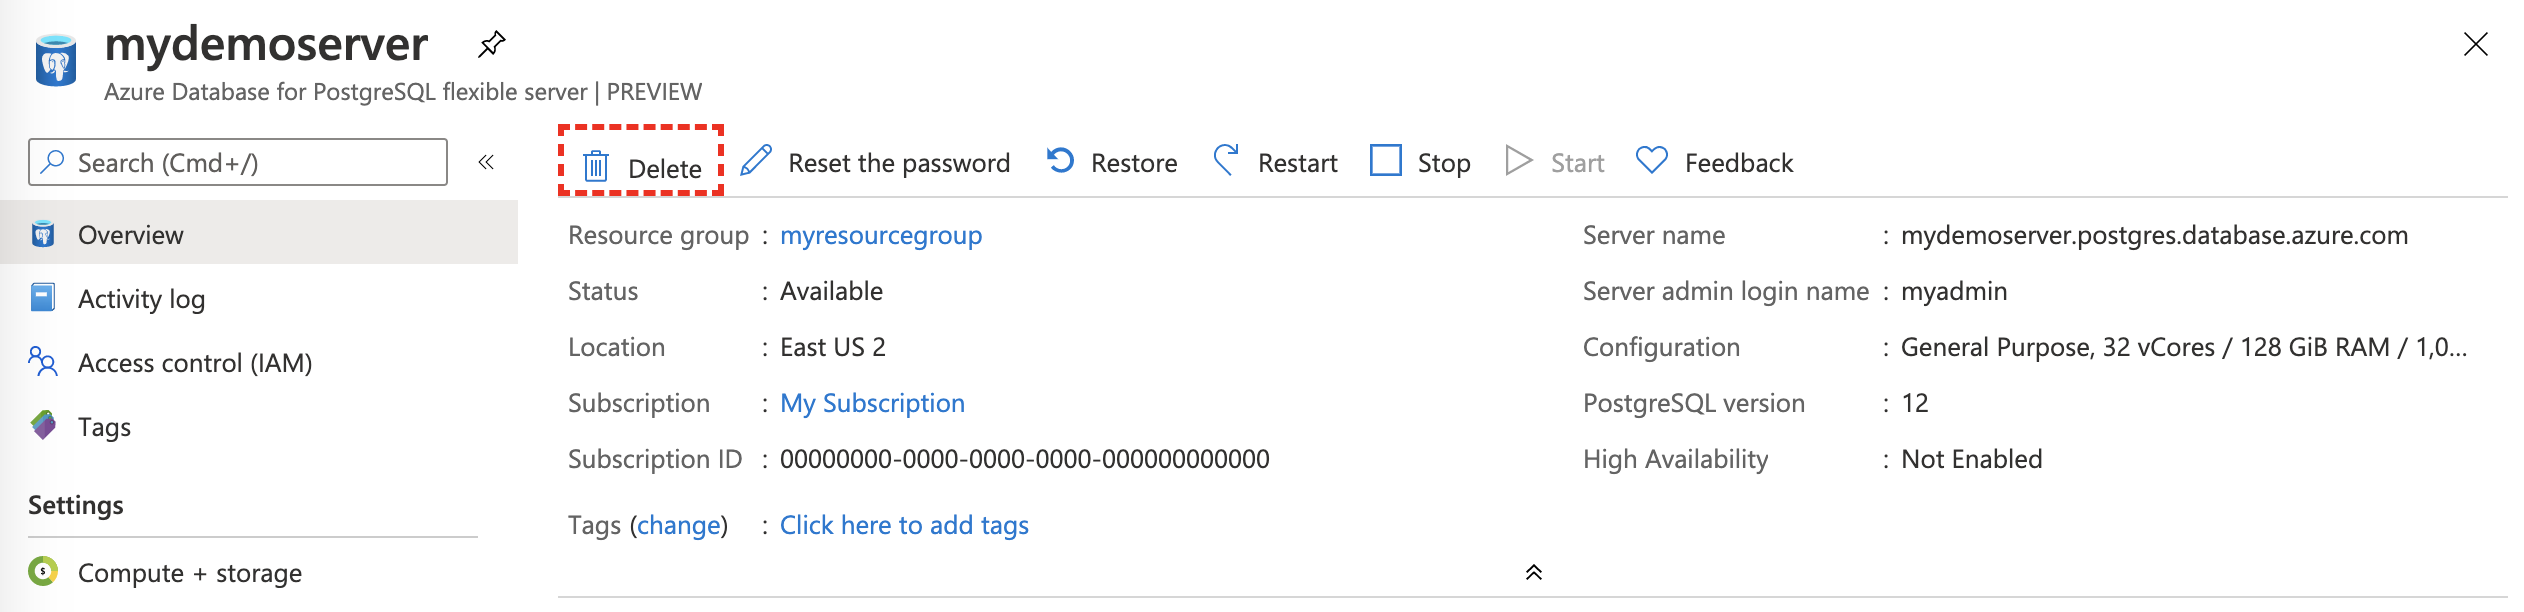 mydemoserver
Azure Database for PostgreSQL flexible server | PREVIEW
Search (Cmd+/)
«
Delete
Reset the password
Restore
Restart
Stop
Start
Feedback
Overview
Activity log
Access control (IAM)
Tags
Settings
Compute + storage
Resource group : myresourcegroup
Status : Available
Location : East US 2
Subscription : My Subscription
Subscription ID : 00000000-0000-0000-0000-000000000000
Tags (change) : Click here to add tags
Server name : mydemoserver.postgres.database.azure.com
Server admin login name : myadmin
Configuration : General Purpose, 32 vCores / 128 GiB RAM / 1,0...
PostgreSQL version : 12
High Availability : Not Enabled